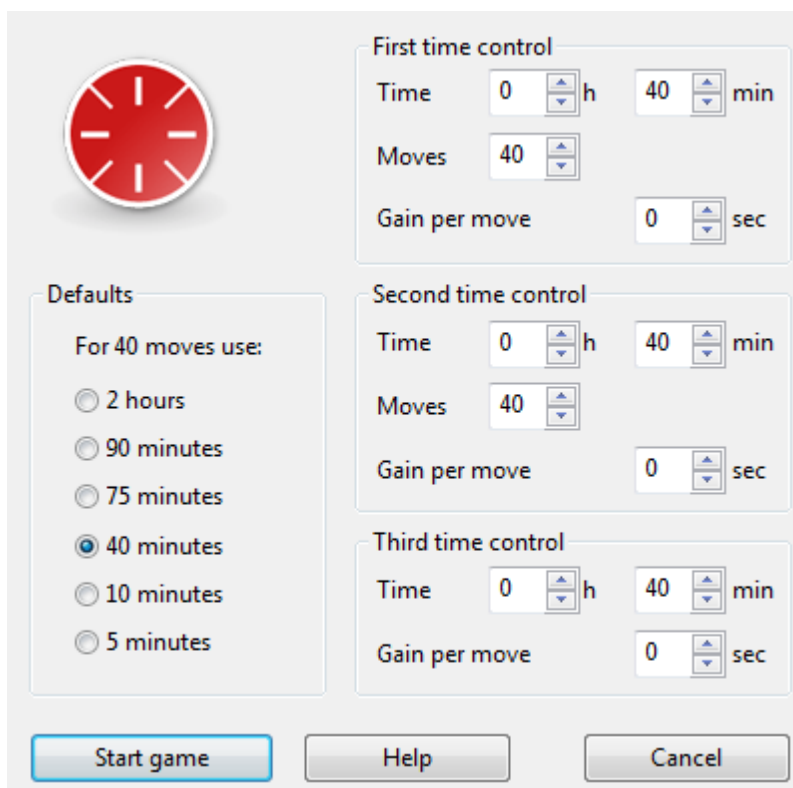 First time control
Time 0 h 40 min
Moves 40
Gain per move 0 sec
Defaults
For 40 moves use:
2 hours
90 minutes
75 minutes
40 minutes
10 minutes
5 minutes
Second time control
Time 0 h 40 min
Moves 40
Gain per move 0 sec
Third time control
Time 0 h 40 min
Gain per move 0 sec
Start game Help Cancel